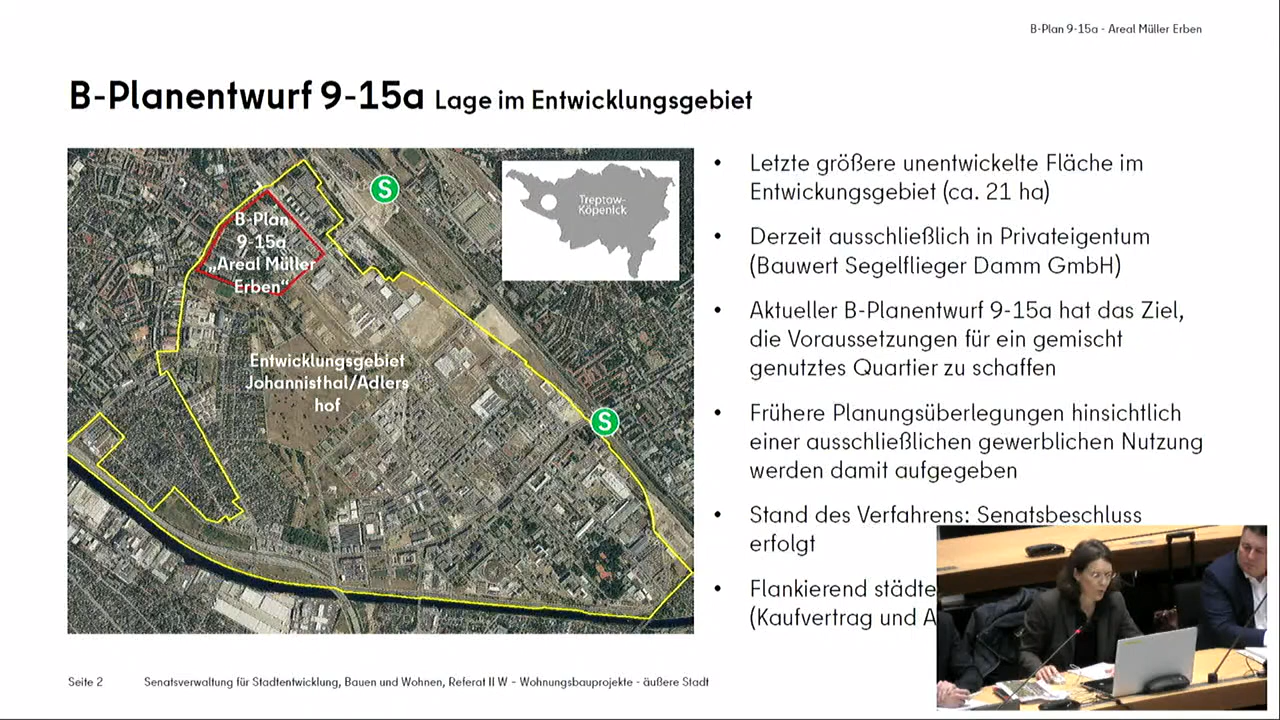 B-Plan 9-15a - Areal Müller Erben
B-Planentwurf 9-15a Lage im Entwicklungsgebiet
S
B-Plan
9-15a
„Areal Müller
Erben“
Treptow-
Köpenick
Entwicklungsgebiet
Johannisthal/Adlers
hof
S
• Letzte größere unentwickelte Fläche im
Entwickungsgebiet (ca. 21 ha)
• Derzeit ausschließlich in Privateigentum
(Bauwert Segelflieger Damm GmbH)
• Aktueller B-Planentwurf 9-15a hat das Ziel,
die Voraussetzungen für ein gemischt
genutztes Quartier zu schaffen
• Frühere Planungsüberlegungen hinsichtlich
einer ausschließlichen gewerblichen Nutzung
werden damit aufgegeben
• Stand des Verfahrens: Senatsbeschluss
erfolgt
• Flankierend städte
(Kaufvertrag und A
Seite 2 Senatsverwaltung für Stadtentwicklung, Bauen und Wohnen, Referat II W - Wohnungsbauprojekte - äußere Stadt